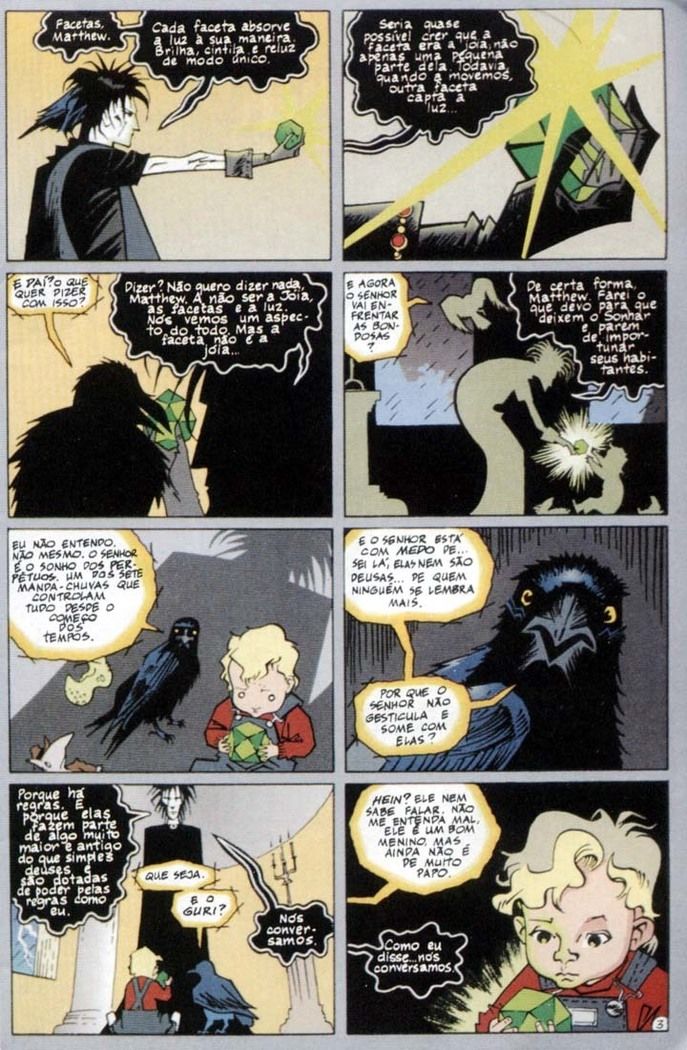 Facetas,
Matthew.
Cada faceta absorve
a luz à sua maneira.
Brilha, cintila e reluz
de modo único.
Seria quase
possível crer que a
faceta era a jóia, não
apenas uma pequena
parte dela. Todavia,
quando a movemos,
outra faceta
capta a
luz...
E DAÍ? O QUE
QUER DIZER
COM ISSO?
Dizer? Não quero dizer nada,
Matthew. A não ser a Jóia,
as facetas e a luz.
Nós vemos um aspec-
to do todo. Mas a
faceta não é a
jóia...
E AGORA
O SENHOR
VAI EN-
FRENTAR
AS BON-
DOSAS
?
De certa forma,
Matthew. Farei o
que devo para que
deixem o Sonhar
e parem
de impor-
tunar
seus habi-
tantes.
EU NÃO ENTENDO,
NÃO MESMO. O SENHOR
É O SONHO DOS PER-
PÉTUOS. UM DOS SETE
MANDA-CHUVAS QUE
CONTROLAM
TUDO DESDE O
COMEÇO
DOS
TEMPOS.
E O SENHOR ESTÁ
COM MEDO DE...
SEI LÁ, ELAS NEM SÃO
DEUSAS... DE QUEM
NINGUÉM SE LEMBRA
MAIS.
POR QUE O
SENHOR NÃO
GESTICULA E
SOME COM
ELAS?
Porque há
regras. E
porque elas
fazem parte
de algo muito
maior e antigo
do que simples
deuses e
são dotadas
de poder pelas
regras como
eu.
QUE SEJA.
E O
GURI?
Nós
conver-
samos.
HEIN? ELE NEM
SABE FALAR. NÃO
ME ENTENDA MAL,
ELE É UM BOM
MENINO, MAS
AINDA NÃO É
DE MUITO
PAPO.
Como eu
disse...nós
conversamos.
3